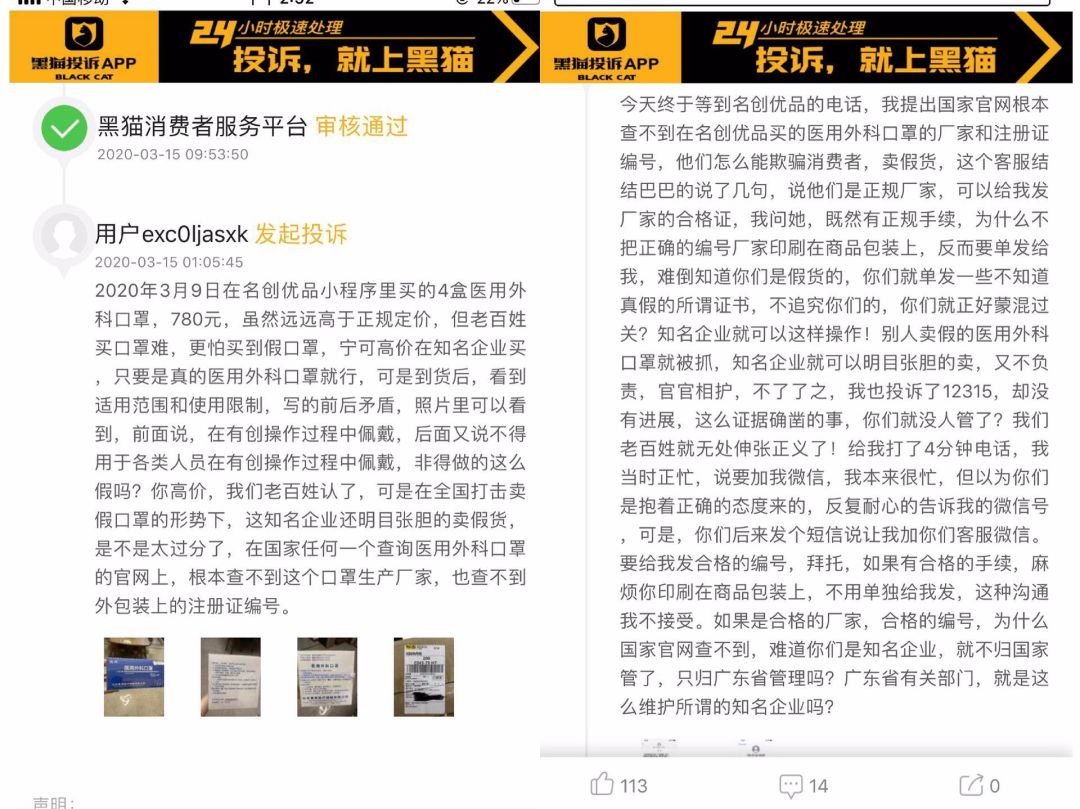 2:32
22%
黑猫投诉APP
BLACK CAT
24小时极速处理
投诉，就上黑猫
黑猫消费者服务平台 审核通过
2020-03-15 09:53:50
用户exc0ljasxk 发起投诉
2020-03-15 01:05:45
2020年3月9日在名创优品小程序里买的4盒医用外
科口罩，780元，虽然远远高于正规定价，但老百姓
买口罩难，更怕买到假口罩，宁可高价在知名企业买
，只要是真的医用外科口罩就行，可是到货后，看到
适用范围和使用限制，写的前后矛盾，照片里可以看
到，前面说，在有创操作过程中佩戴，后面又说不得
用于各类人员在有创操作过程中佩戴，非得做的这么
假吗？你高价，我们老百姓认了，可是在全国打击卖
假口罩的形势下，这知名企业还明目张胆的卖假货，
是不是太过分了，在国家任何一个查询医用外科口罩
的官网上，根本查不到这个口罩生产厂家，也查不到
外包装上的注册证编号。
医用外科口罩
医用外科口罩
声明：
黑猫投诉APP
BLACK CAT
24小时极速处理
投诉，就上黑猫
今天终于等到名创优品的电话，我提出国家官网根本
查不到在名创优品买的医用外科口罩的厂家和注册证
编号，他们怎么能欺骗消费者，卖假货，这个客服结
结巴巴的说了几句，说他们是正规厂家，可以给我发
厂家的合格证，我问她，既然有正规手续，为什么不
把正确的编号厂家印刷在商品包装上，反而要单发给
我，难倒知道你们是假货的，你们就单发一些不知道
真假的所谓证书，不追究你们的，你们就正好蒙混过
关？知名企业就可以这样操作！别人卖假的医用外科
口罩就被抓，知名企业就可以明目张胆的卖，又不负
责，官官相护，不了了之，我也投诉了12315，却没
有进展，这么证据确凿的事，你们就没人管了？我们
老百姓就无处伸张正义了！给我打了4分钟电话，我
当时正忙，说要加我微信，我本来很忙，但以为你们
是抱着正确的态度来的，反复耐心的告诉我的微信号
，可是，你们后来发个短信说让我加你们客服微信。
要给我发合格的编号，拜托，如果有合格的手续，麻
烦你印刷在商品包装上，不用单独给我发，这种沟通
我不接受。如果是合格的厂家，合格的编号，为什么
国家官网查不到，难道你们是知名企业，就不归国家
管了，只归广东省管理吗？广东省有关部门，就是这
么维护所谓的知名企业吗？
113
14
0